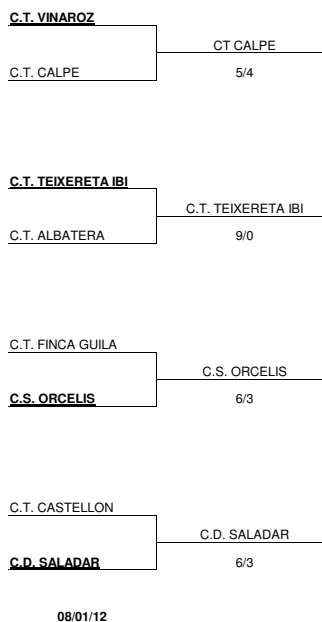 C.T. VINAROZ
CT CALPE
C.T. CALPE
5/4
C.T. TEIXERETA IBI
C.T. TEIXERETA IBI
C.T. ALBATERA
9/0
C.T. FINCA GUILA
C.S. ORCELIS
C.S. ORCELIS
6/3
C.T. CASTELLON
C.D. SALADAR
C.D. SALADAR
6/3
08/01/12